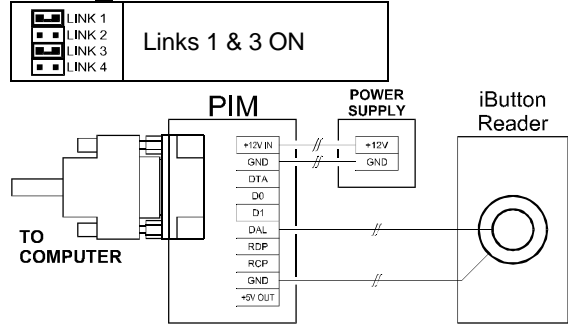 LINK 1
LINK 2
LINK 3
LINK 4
Links 1 & 3 ON
PIM
POWER
SUPPLY
iButton
Reader
+12V IN
GND
DTA
D0
D1
DAL
RDP
RCP
GND
+5V OUT
+12V
GND
TO
COMPUTER